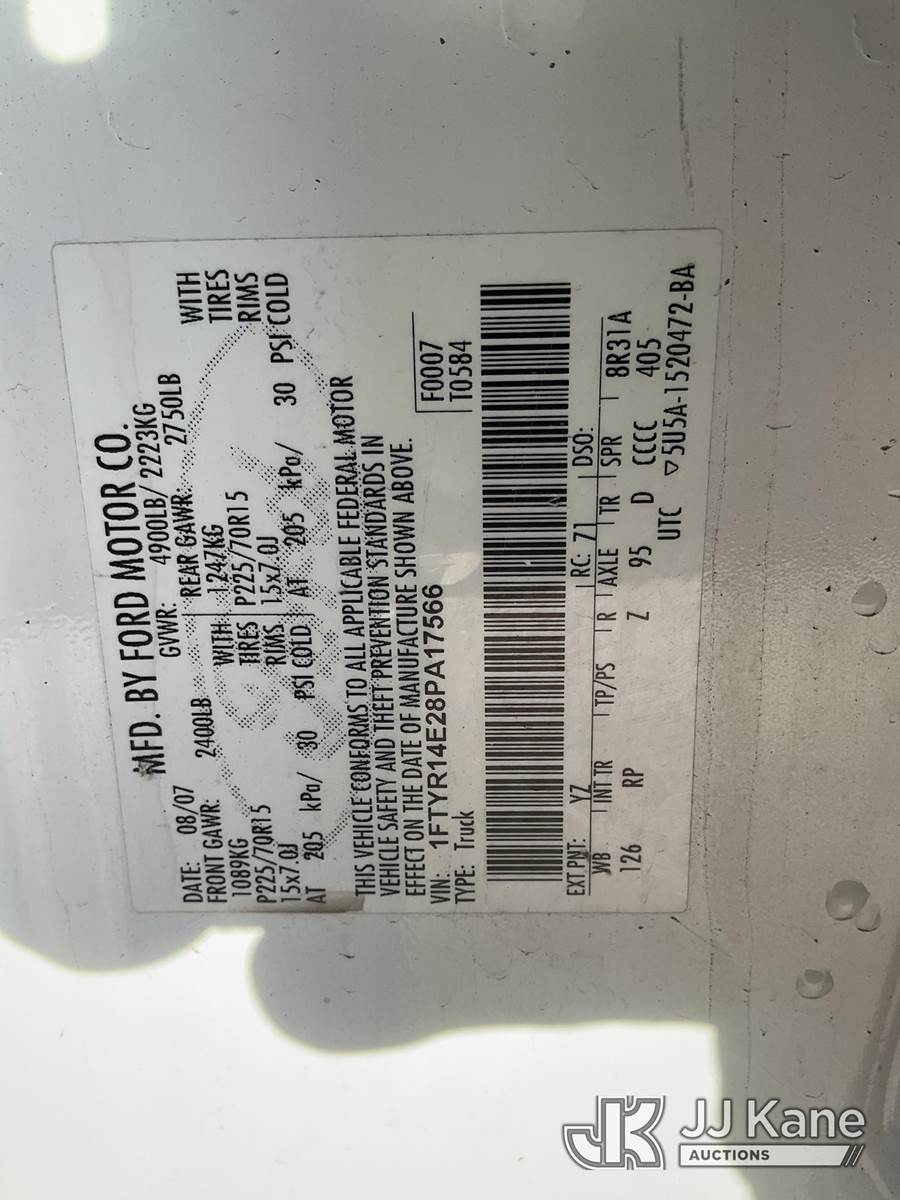 MFD. BY FORD MOTOR CO.
DATE: 08/07 GVWR: 4900LB/ 2223KG
FRONT GAWR: 2400LB REAR GAWR: 2750LB
1089KG WITH 1247KG WITH
P225/70R15 TIRES P225/70R15 TIRES
15x7.0J RIMS 15x7.0J RIMS
AT 205 kPa/ 30 PSI COLD AT 205 kPa/ 30 PSI COLD
THIS VEHICLE CONFORMS TO ALL APPLICABLE FEDERAL MOTOR
VEHICLE SAFETY AND THEFT PREVENTION STANDARDS IN
EFFECT ON THE DATE OF MANUFACTURE SHOWN ABOVE.
VIN: 1FTYR14E28PA17566 F0007
TYPE: Truck T0584
EXT PNT: YZ RC: 71 DSO:
WB INT TR TP/PS R AXLE TR SPR 8R31A
126 RP Z 95 D CCCC 405
UTC ▽5U5A-1520472-BA
JK JJ Kane
AUCTIONS